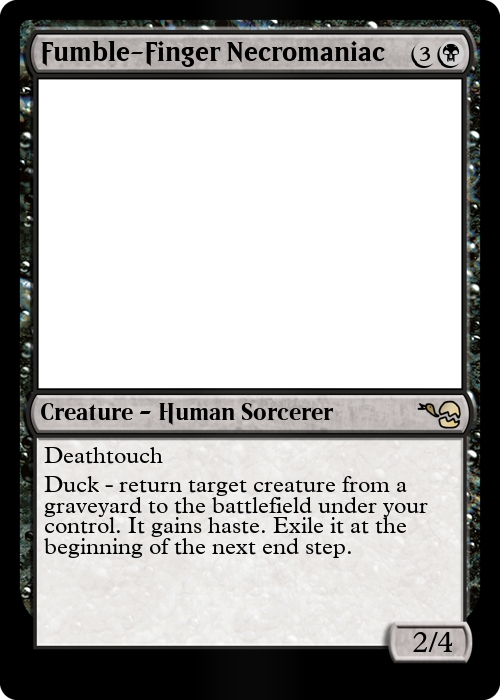 Fumble-Finger Necromaniac 3
Creature - Human Sorcerer
Deathtouch
Duck - return target creature from a
graveyard to the battlefield under your
control. It gains haste. Exile it at the
beginning of the next end step.
2/4